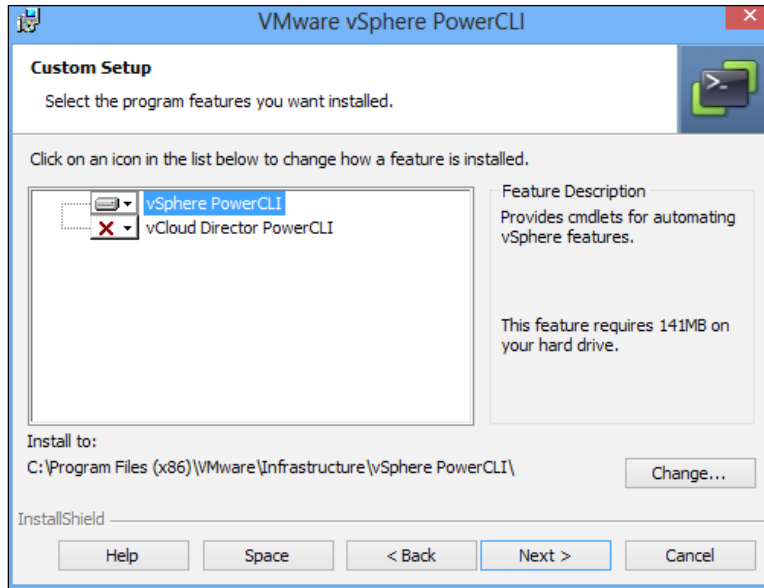 VMware vSphere PowerCLI
Custom Setup
Select the program features you want installed.
>_
Click on an icon in the list below to change how a feature is installed.
vSphere PowerCLI
vCloud Director PowerCLI
Feature Description
Provides cmdlets for automating
vSphere features.
This feature requires 141MB on
your hard drive.
Install to:
C:\Program Files (x86)\VMware\Infrastructure\vSphere PowerCLI\
Change...
InstallShield
Help
Space
< Back
Next >
Cancel